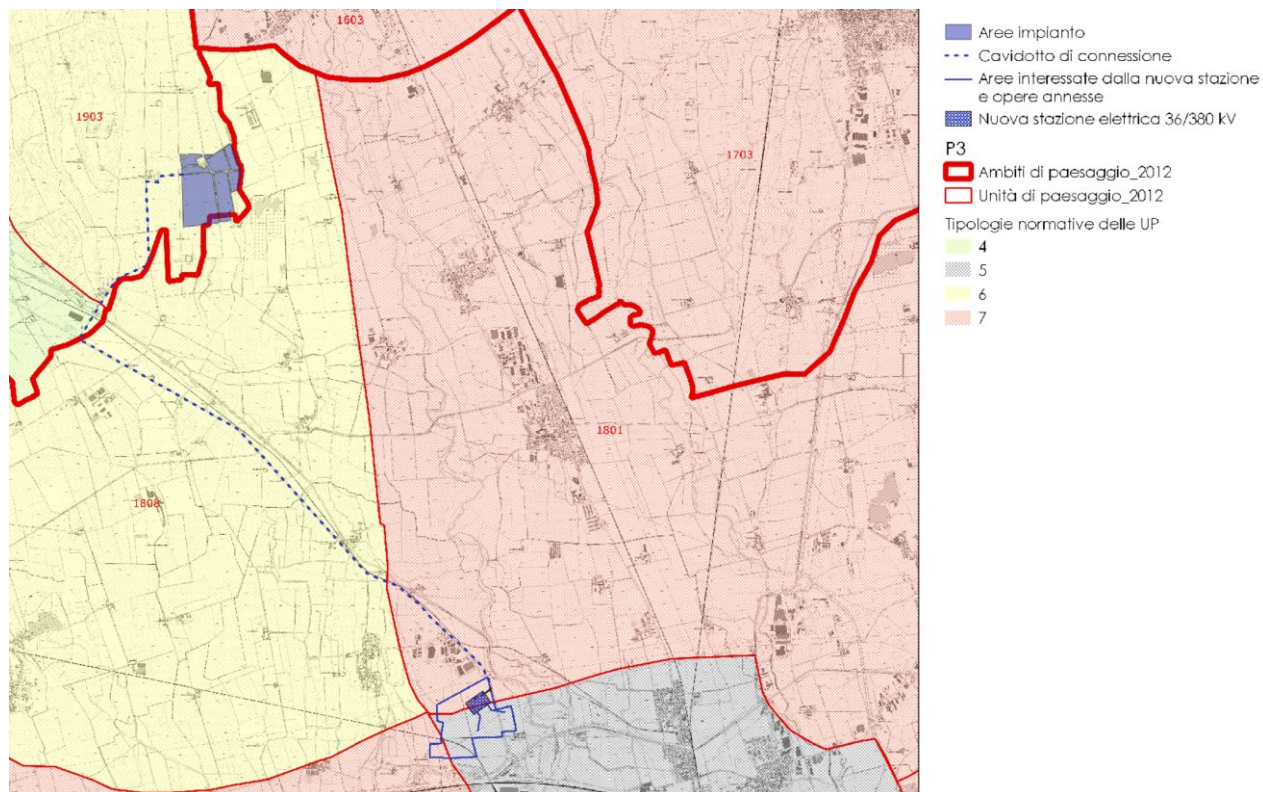 1603
1903
1703
1801
1808
Aree impianto
Cavidotto di connessione
Aree interessate dalla nuova stazione
e opere annesse
Nuova stazione elettrica 36/380 kV
P3
Ambiti di paesaggio_2012
Unità di paesaggio_2012
Tipologie normative delle UP
4
5
6
7